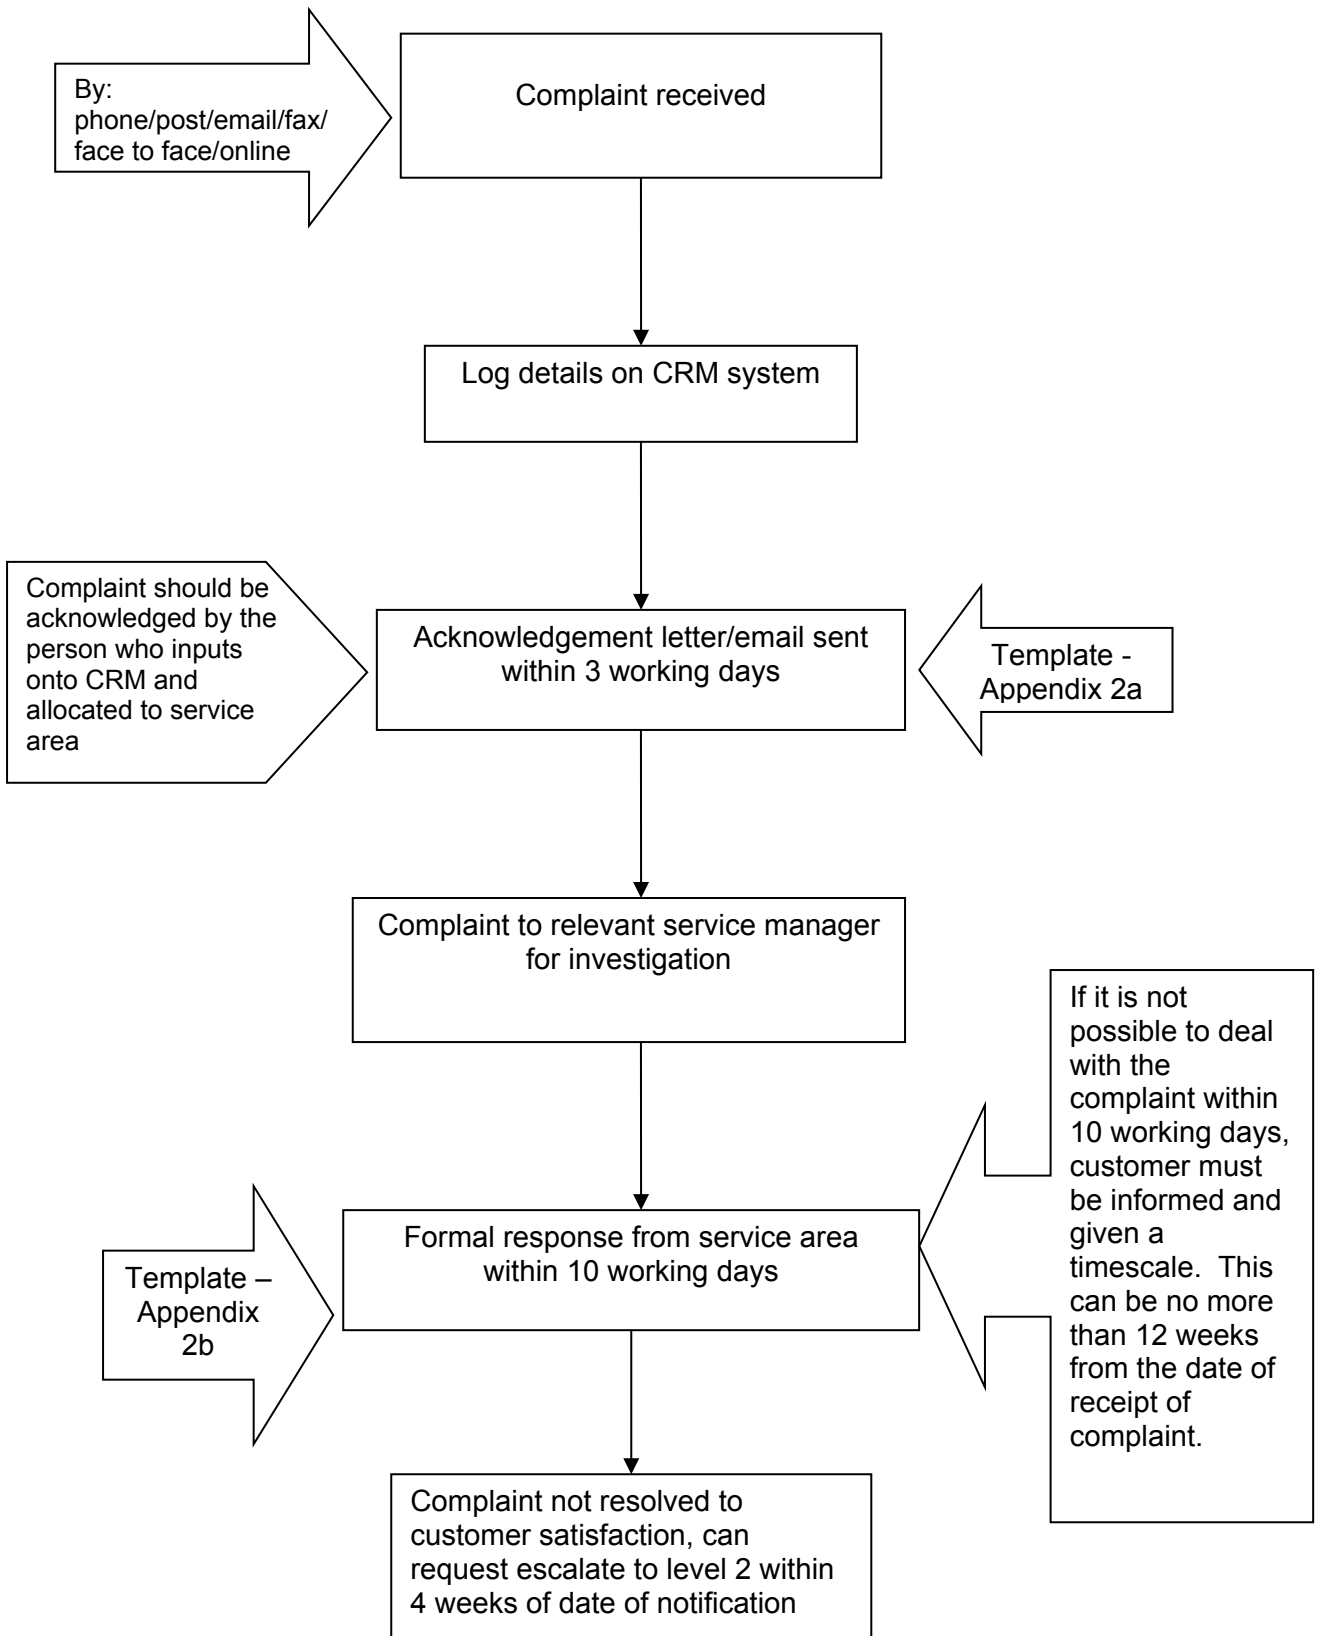 By:
phone/post/email/fax/
face to face/online
Complaint received
Log details on CRM system
Complaint should be
acknowledged by the
person who inputs
onto CRM and
allocated to service
area
Acknowledgement letter/email sent
within 3 working days
Template -
Appendix 2a
Complaint to relevant service manager
for investigation
If it is not
possible to deal
with the
complaint within
10 working days,
customer must
be informed and
given a
timescale.  This
can be no more
than 12 weeks
from the date of
receipt of
complaint.
Formal response from service area
within 10 working days
Template –
Appendix
2b
Complaint not resolved to
customer satisfaction, can
request escalate to level 2 within
4 weeks of date of notification